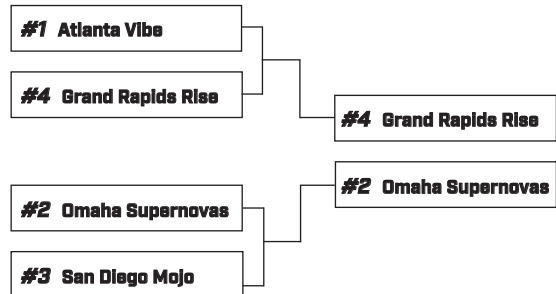 #1 Atlanta Vibe
#4 Grand Rapids Rise
#4 Grand Rapids Rise
#2 Omaha Supernovas
#2 Omaha Supernovas
#3 San Diego Mojo